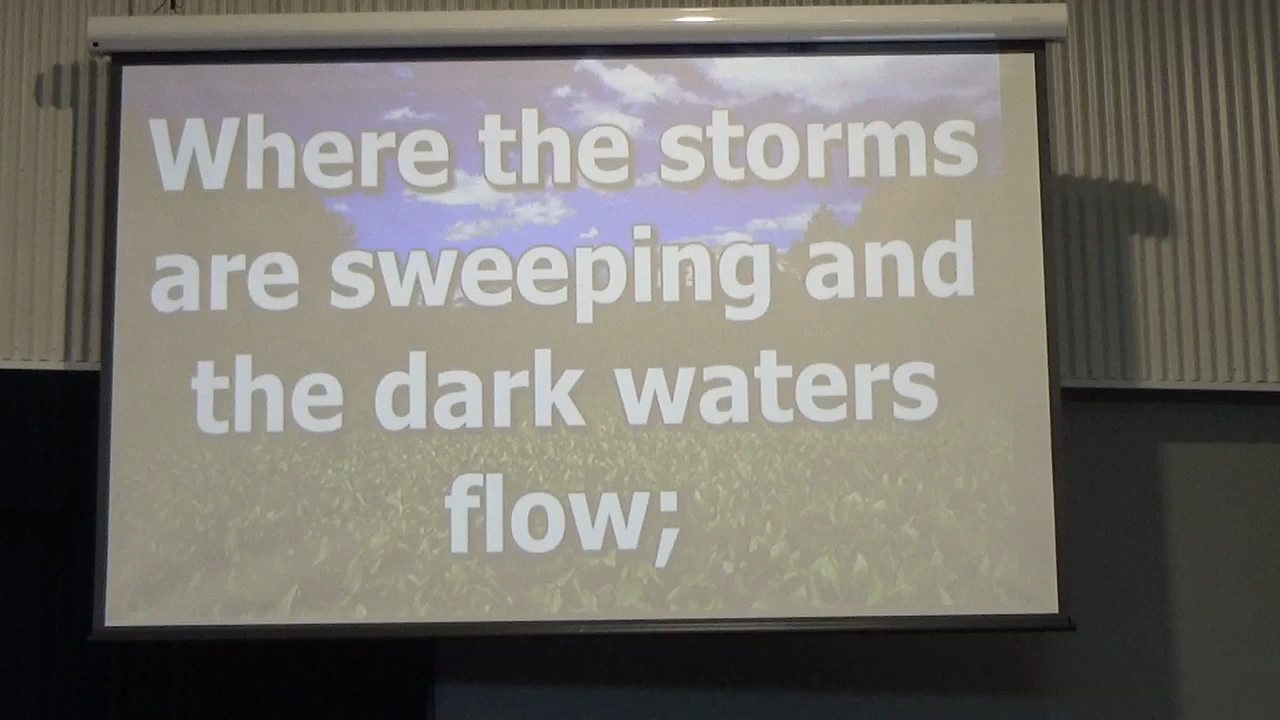 Where the storms
are sweeping and
the dark waters
flow;